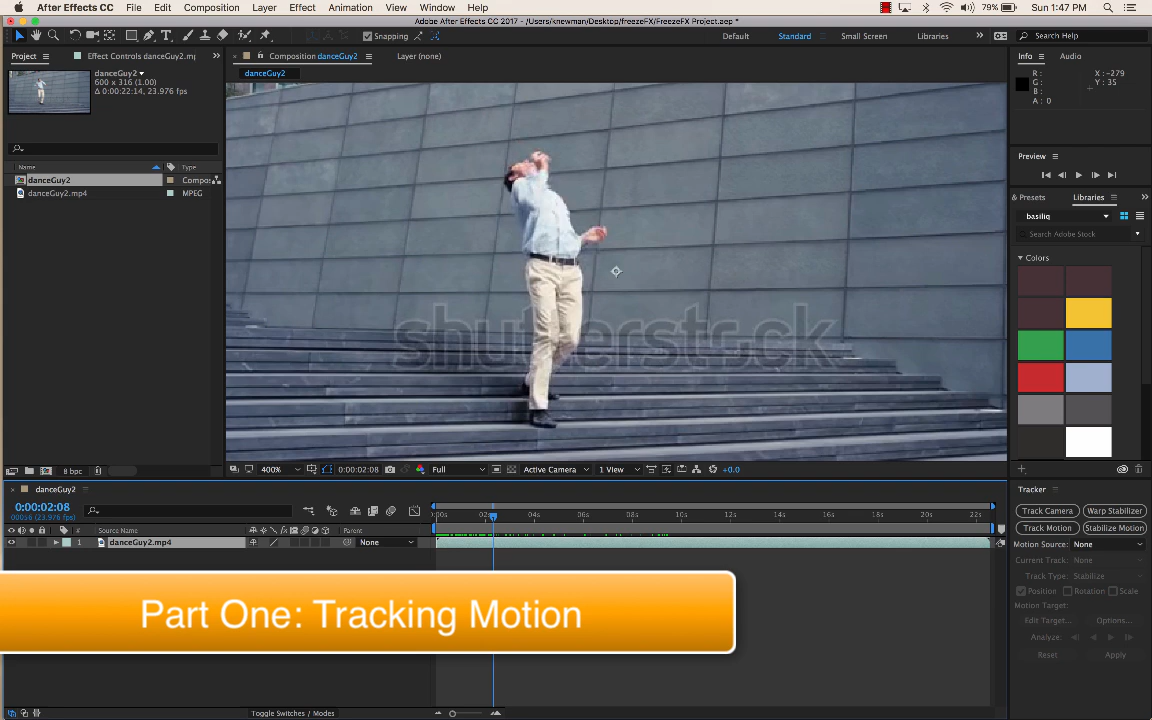 After Effects CC File Edit Composition Layer Effect Animation View Window Help 79% Sun 1:47 PM
Adobe After Effects CC 2017 - /Users/knewman/Desktop/freezeFX/FreezeFX Project.aep *
Snapping Default Standard Small Screen Libraries Search Help
Project Effect Controls danceGuy2.mp Composition danceGuy2 Layer (none) Info Audio
danceGuy2
danceGuy2
600 x 316 (1.00)
Δ 0:00:22:14, 23.976 fps
R :
G :
B :
A : 0
X : -279
Y : 35
Name Type
danceGuy2 Compos
danceGuy2.mp4 MPEG
shutterstock
Preview
& Presets Libraries
basiliq
Search Adobe Stock
Colors
8 bpc
400% 0:00:02:08 Full Active Camera 1 View +0.0
danceGuy2
0:00:02:08
00056 (23.976 fps)
# Source Name Parent
1 danceGuy2.mp4 None
:00s 02s 04s 06s 08s 10s 12s 14s 16s 18s 20s 22s
Part One: Tracking Motion
Toggle Switches / Modes
Tracker
Track Camera Warp Stabilizer
Track Motion Stabilize Motion
Motion Source: None
Current Track: None
Track Type: Stabilize
Position Rotation Scale
Motion Target:
Edit Target... Options...
Analyze:
Reset Apply